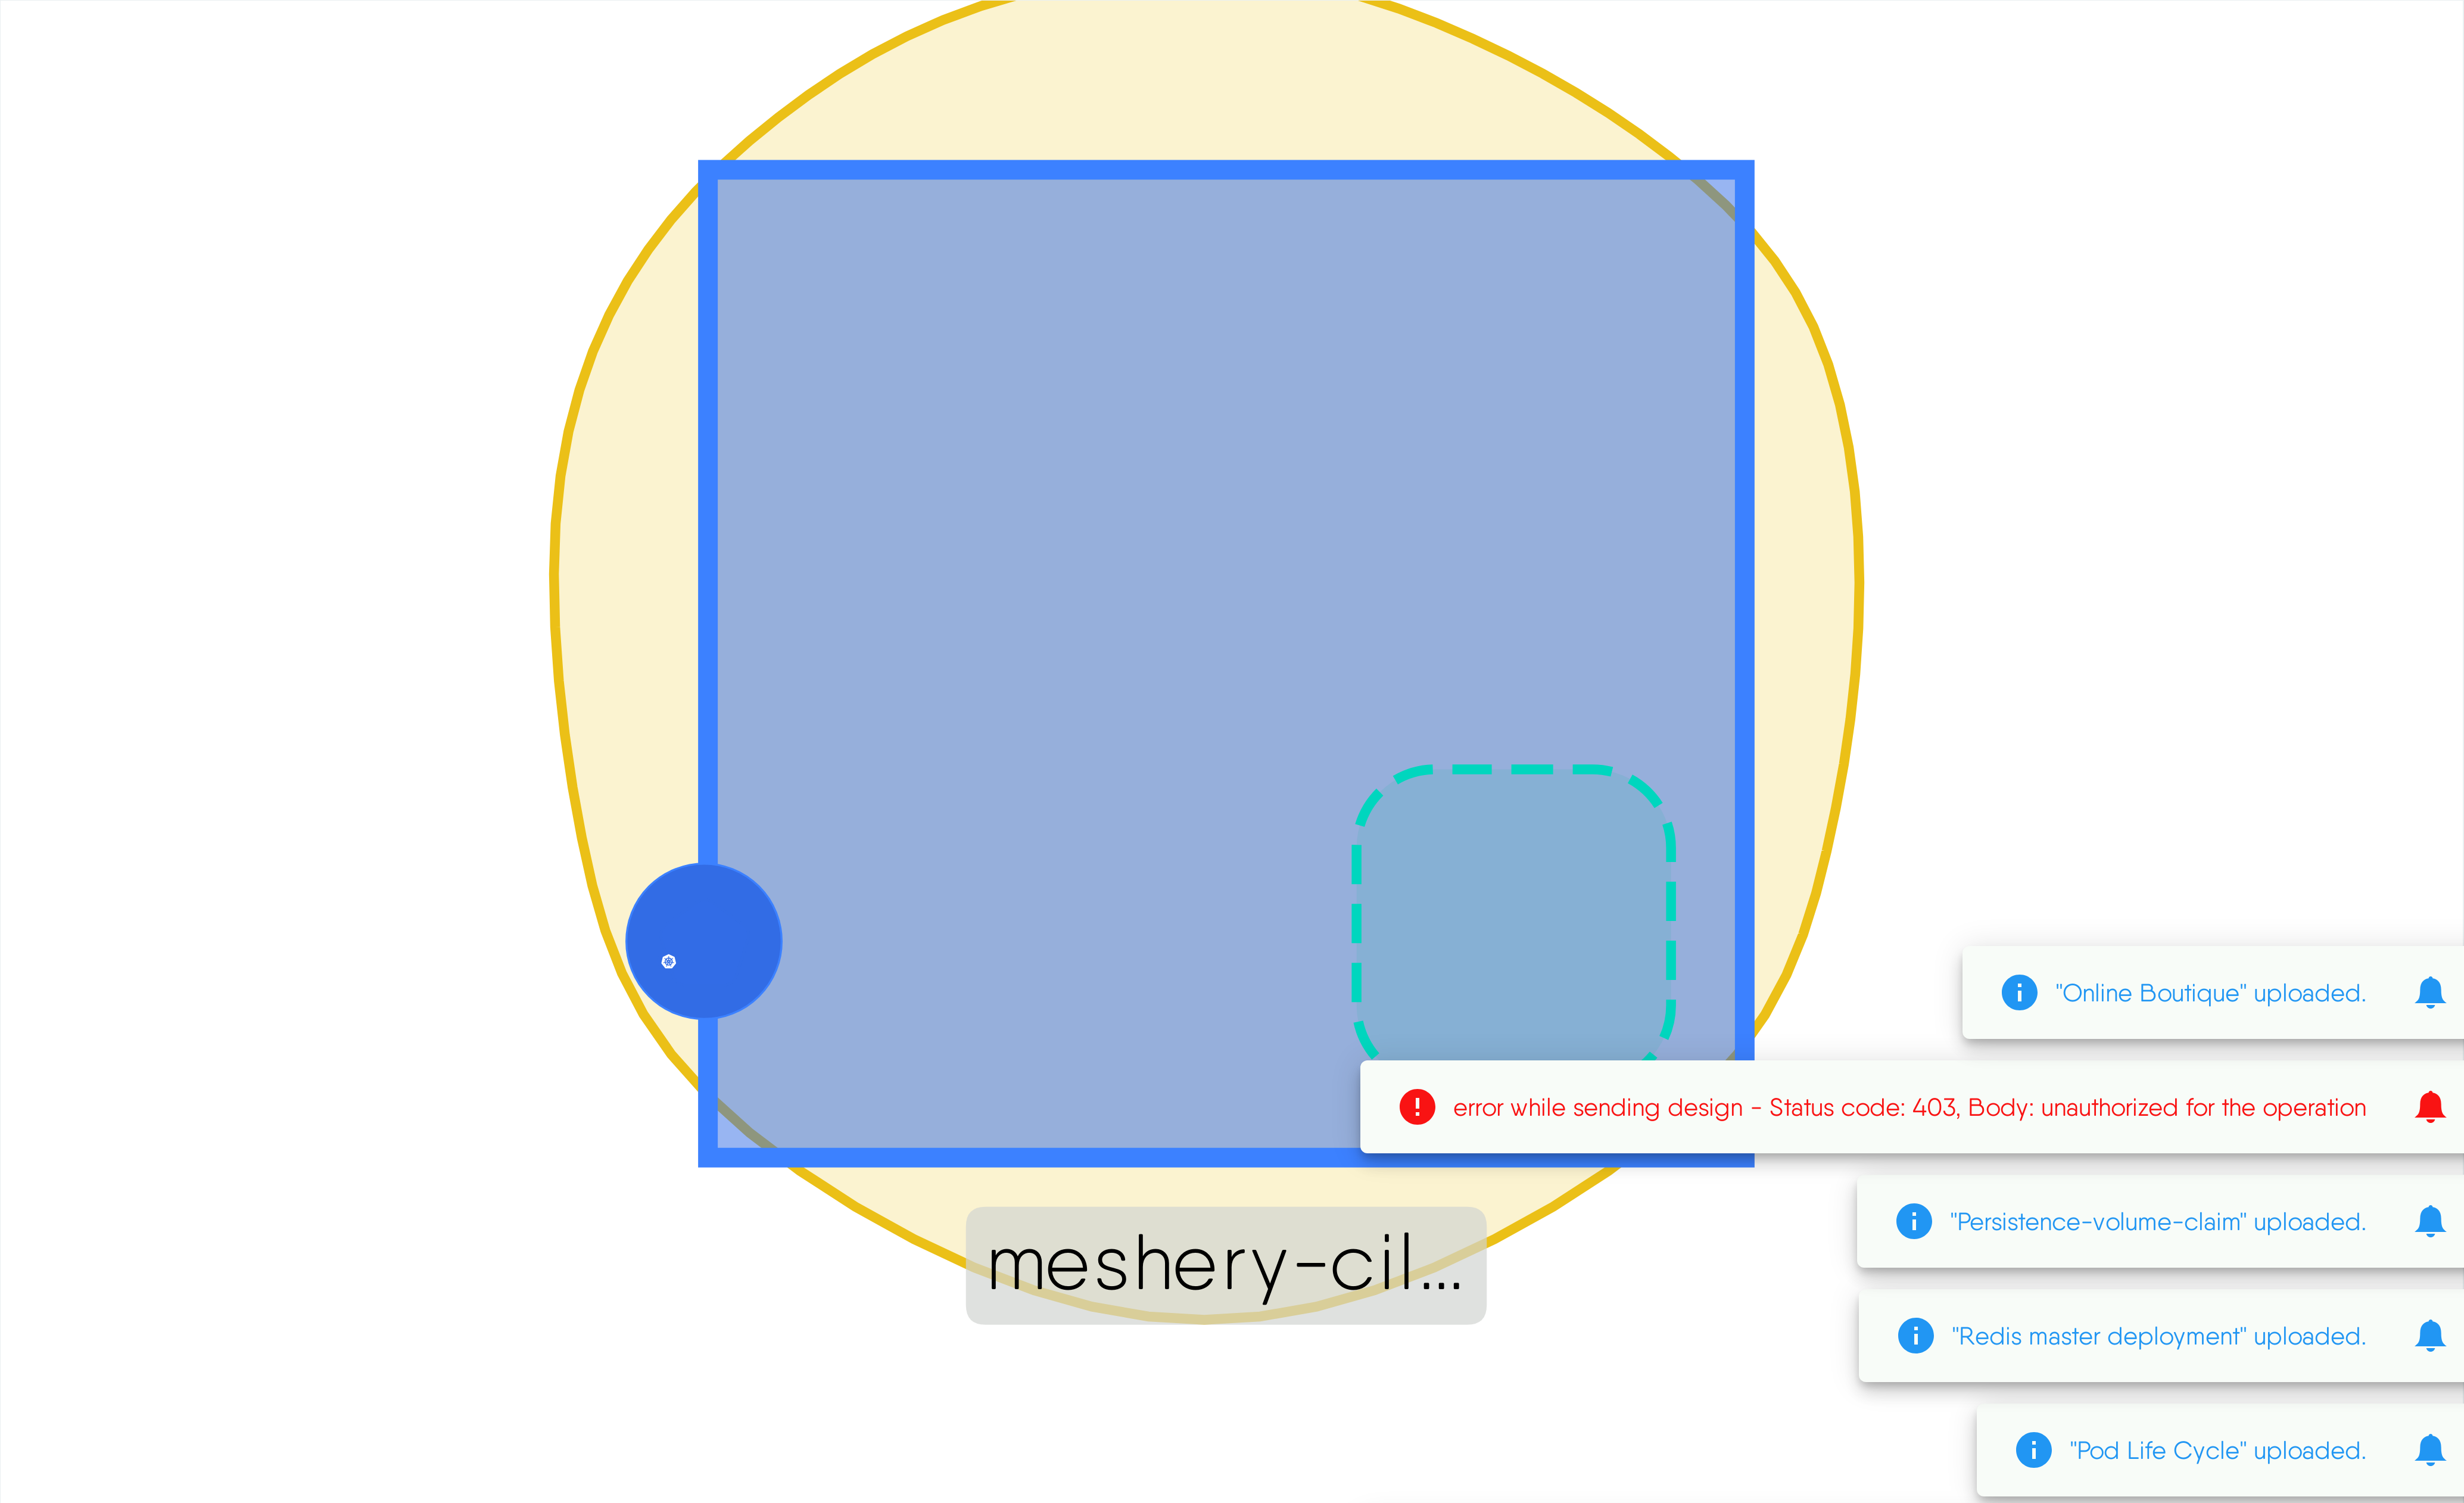 "Online Boutique" uploaded.
error while sending design - Status code: 403, Body: unauthorized for the operation
"Persistence-volume-claim" uploaded.
meshery-cil...
"Redis master deployment" uploaded.
"Pod Life Cycle" uploaded.